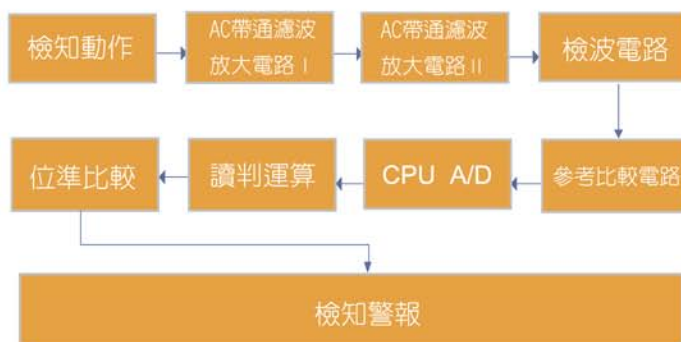 檢知動作
AC帶通濾波
放大電路 I
AC帶通濾波
放大電路 II
檢波電路
參考比較電路
CPU A/D
讀判運算
位準比較
檢知警報